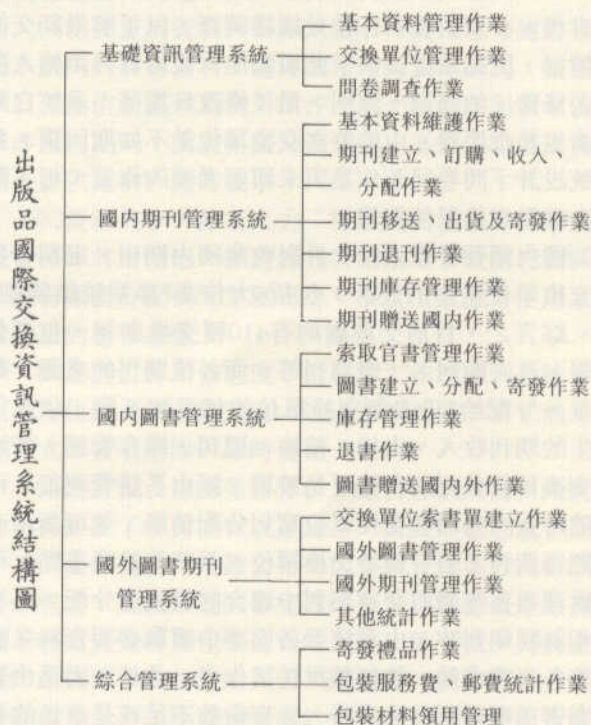 出版品國際交換資訊管理系統結構圖
基礎資訊管理系統
基本資料管理作業
交換單位管理作業
問卷調查作業
國內期刊管理系統
基本資料維護作業
期刊建立、訂購、收入、
分配作業
期刊移送、出貨及寄發作業
期刊退刊作業
期刊庫存管理作業
期刊贈送國內作業
國內圖書管理系統
索取官書管理作業
圖書建立、分配、寄發作業
庫存管理作業
退書作業
圖書贈送國內外作業
國外圖書期刊
管理系統
交換單位索書單建立作業
國外圖書管理作業
國外期刊管理作業
其他統計作業
綜合管理系統
寄發禮品作業
包裝服務費、郵費統計作業
包裝材料領用管理